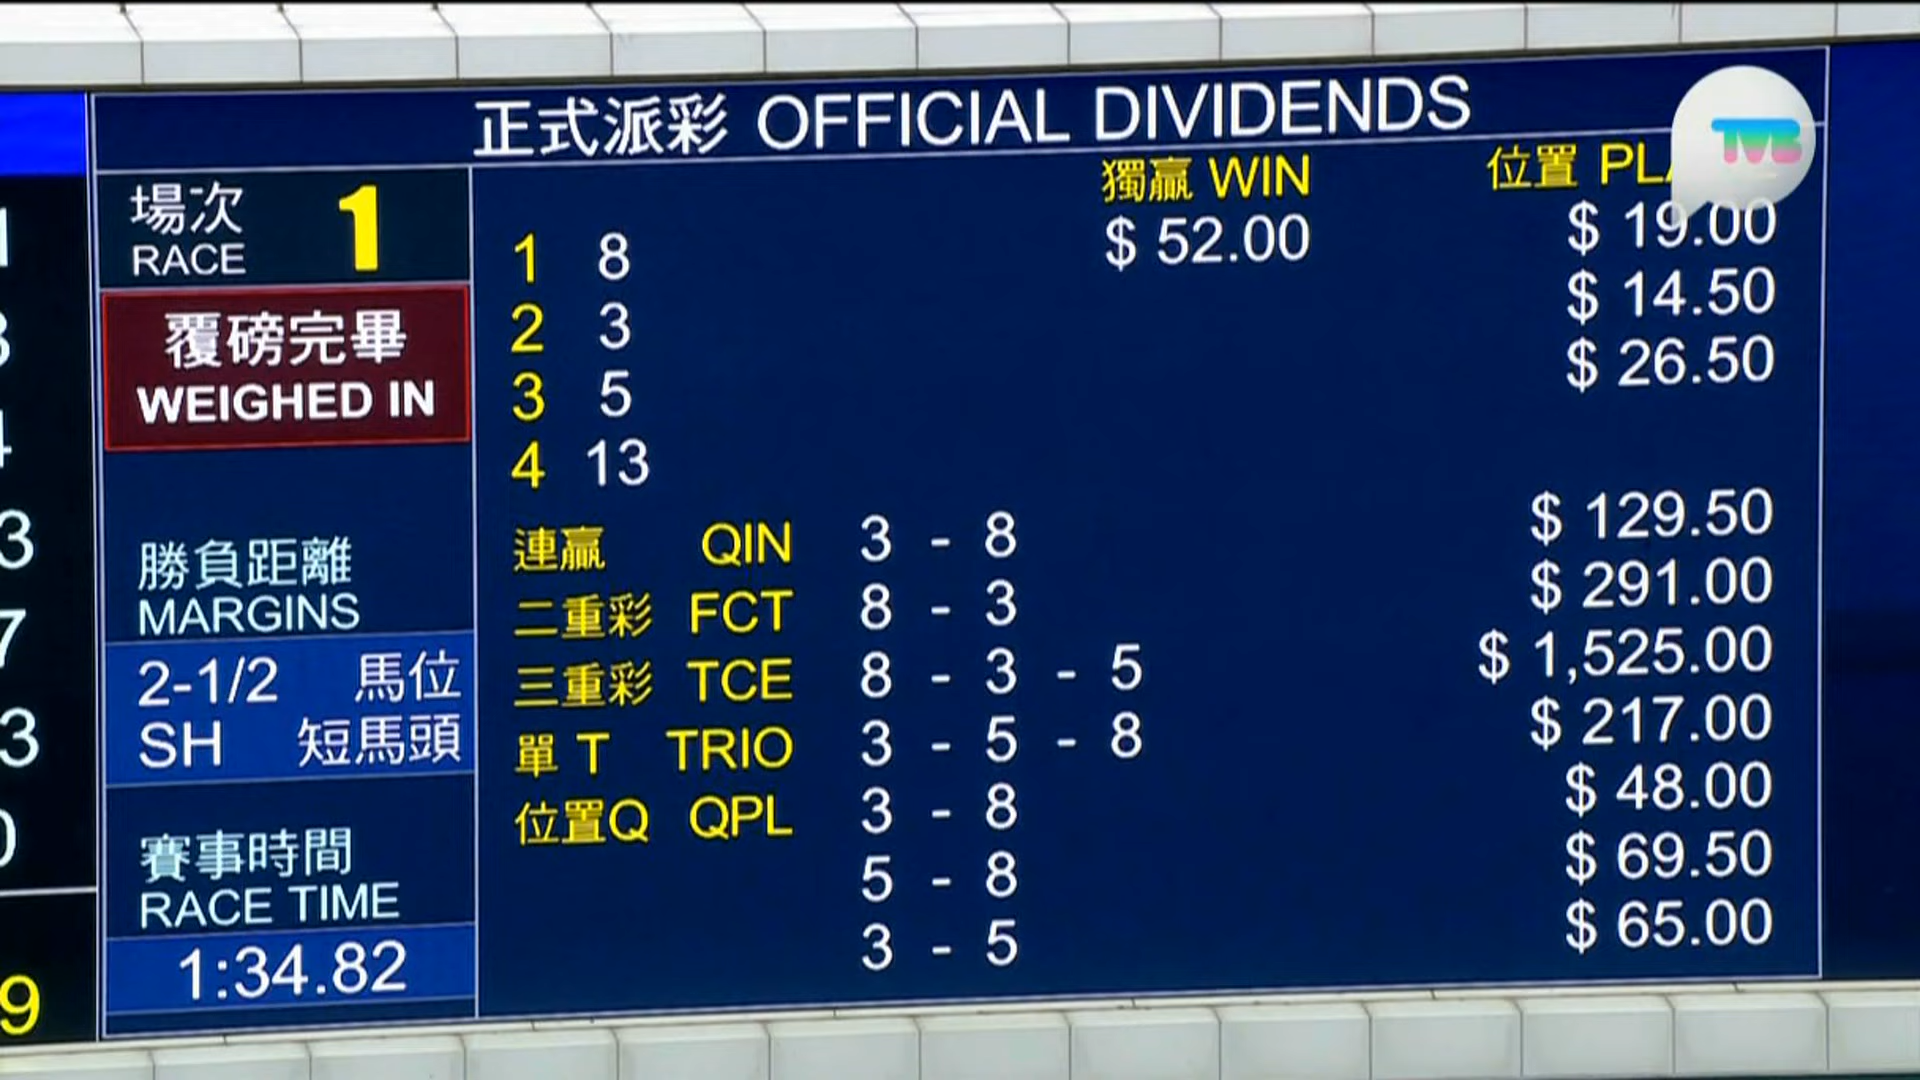 正式派彩 OFFICIAL DIVIDENDS
TVB
場次
RACE 1
覆磅完畢
WEIGHED IN
勝負距離
MARGINS
2-1/2 馬位
SH 短馬頭
賽事時間
RACE TIME
1:34.82
獨贏 WIN 位置
1 8 $ 52.00 $ 19.00
2 3 $ 14.50
3 5 $ 26.50
4 13
連贏 QIN 3 - 8 $ 129.50
二重彩 FCT 8 - 3 $ 291.00
三重彩 TCE 8 - 3 - 5 $ 1,525.00
單T TRIO 3 - 5 - 8 $ 217.00
位置Q QPL 3 - 8 $ 48.00
5 - 8 $ 69.50
3 - 5 $ 65.00